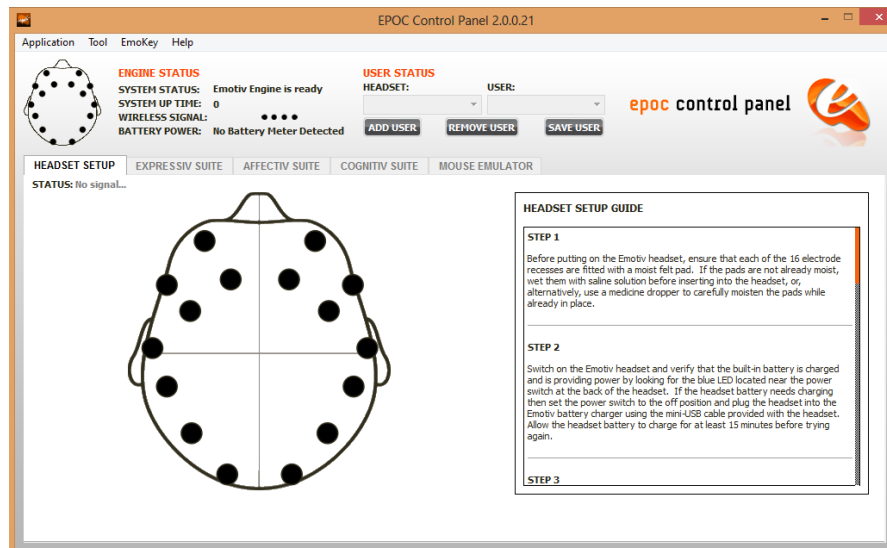 EPOC Control Panel 2.0.0.21
Application Tool EmoKey Help
ENGINE STATUS
SYSTEM STATUS: Emotiv Engine is ready
SYSTEM UP TIME: 0
WIRELESS SIGNAL:
BATTERY POWER: No Battery Meter Detected
USER STATUS
HEADSET: USER:
ADD USER REMOVE USER SAVE USER
epoc control panel
HEADSET SETUP EXPRESSIV SUITE AFFECTIV SUITE COGNITIV SUITE MOUSE EMULATOR
STATUS: No signal...
HEADSET SETUP GUIDE
STEP 1
Before putting on the Emotiv headset, ensure that each of the 16 electrode
recesses are fitted with a moist felt pad. If the pads are not already moist,
wet them with saline solution before inserting into the headset, or,
alternatively, use a medicine dropper to carefully moisten the pads while
already in place.
STEP 2
Switch on the Emotiv headset and verify that the built-in battery is charged
and is providing power by looking for the blue LED located near the power
switch at the back of the headset. If the headset battery needs charging
then set the power switch to the off position and plug the headset into the
Emotiv battery charger using the mini-USB cable provided with the headset.
Allow the headset battery to charge for at least 15 minutes before trying
again.
STEP 3